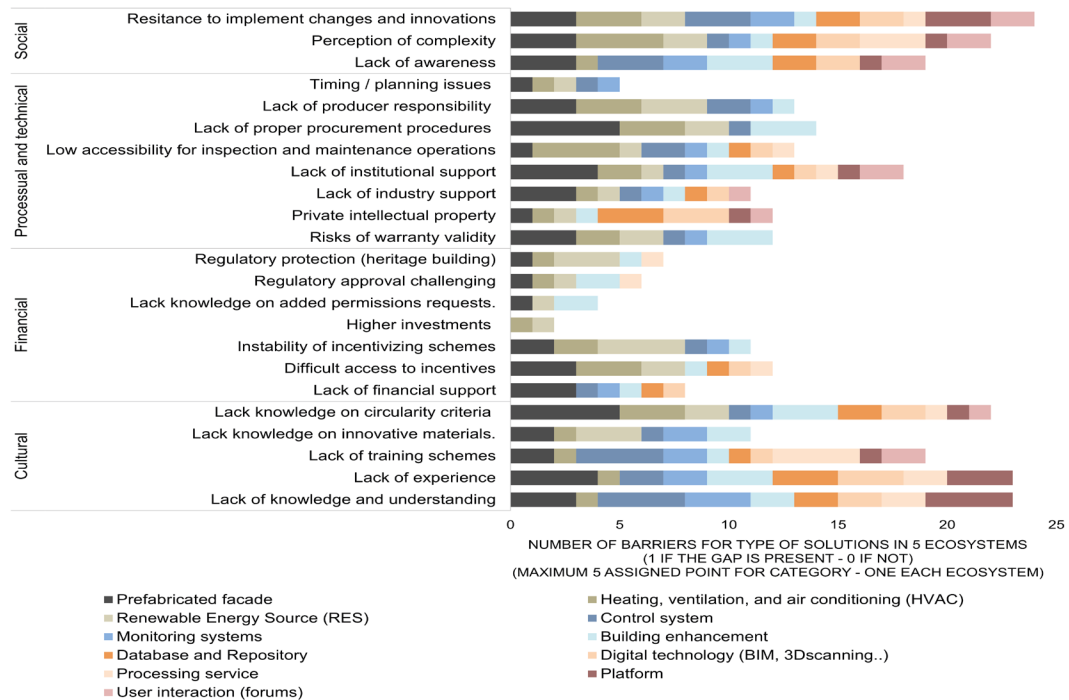 Social
Resitance to implement changes and innovations
Perception of complexity
Lack of awareness
Processual and technical
Timing / planning issues
Lack of producer responsibility
Lack of proper procurement procedures
Low accessibility for inspection and maintenance operations
Lack of institutional support
Lack of industry support
Private intellectual property
Risks of warranty validity
Financial
Regulatory protection (heritage building)
Regulatory approval challenging
Lack knowledge on added permissions requests.
Higher investments
Instability of incentivizing schemes
Difficult access to incentives
Lack of financial support
Cultural
Lack knowledge on circularity criteria
Lack knowledge on innovative materials.
Lack of training schemes
Lack of experience
Lack of knowledge and understanding
0 5 10 15 20 25
NUMBER OF BARRIERS FOR TYPE OF SOLUTIONS IN 5 ECOSYSTEMS
(1 IF THE GAP IS PRESENT - 0 IF NOT)
(MAXIMUM 5 ASSIGNED POINT FOR CATEGORY - ONE EACH ECOSYSTEM)
Prefabricated facade
Heating, ventilation, and air conditioning (HVAC)
Renewable Energy Source (RES)
Control system
Monitoring systems
Building enhancement
Database and Repository
Digital technology (BIM, 3Dscanning..)
Processing service
Platform
User interaction (forums)